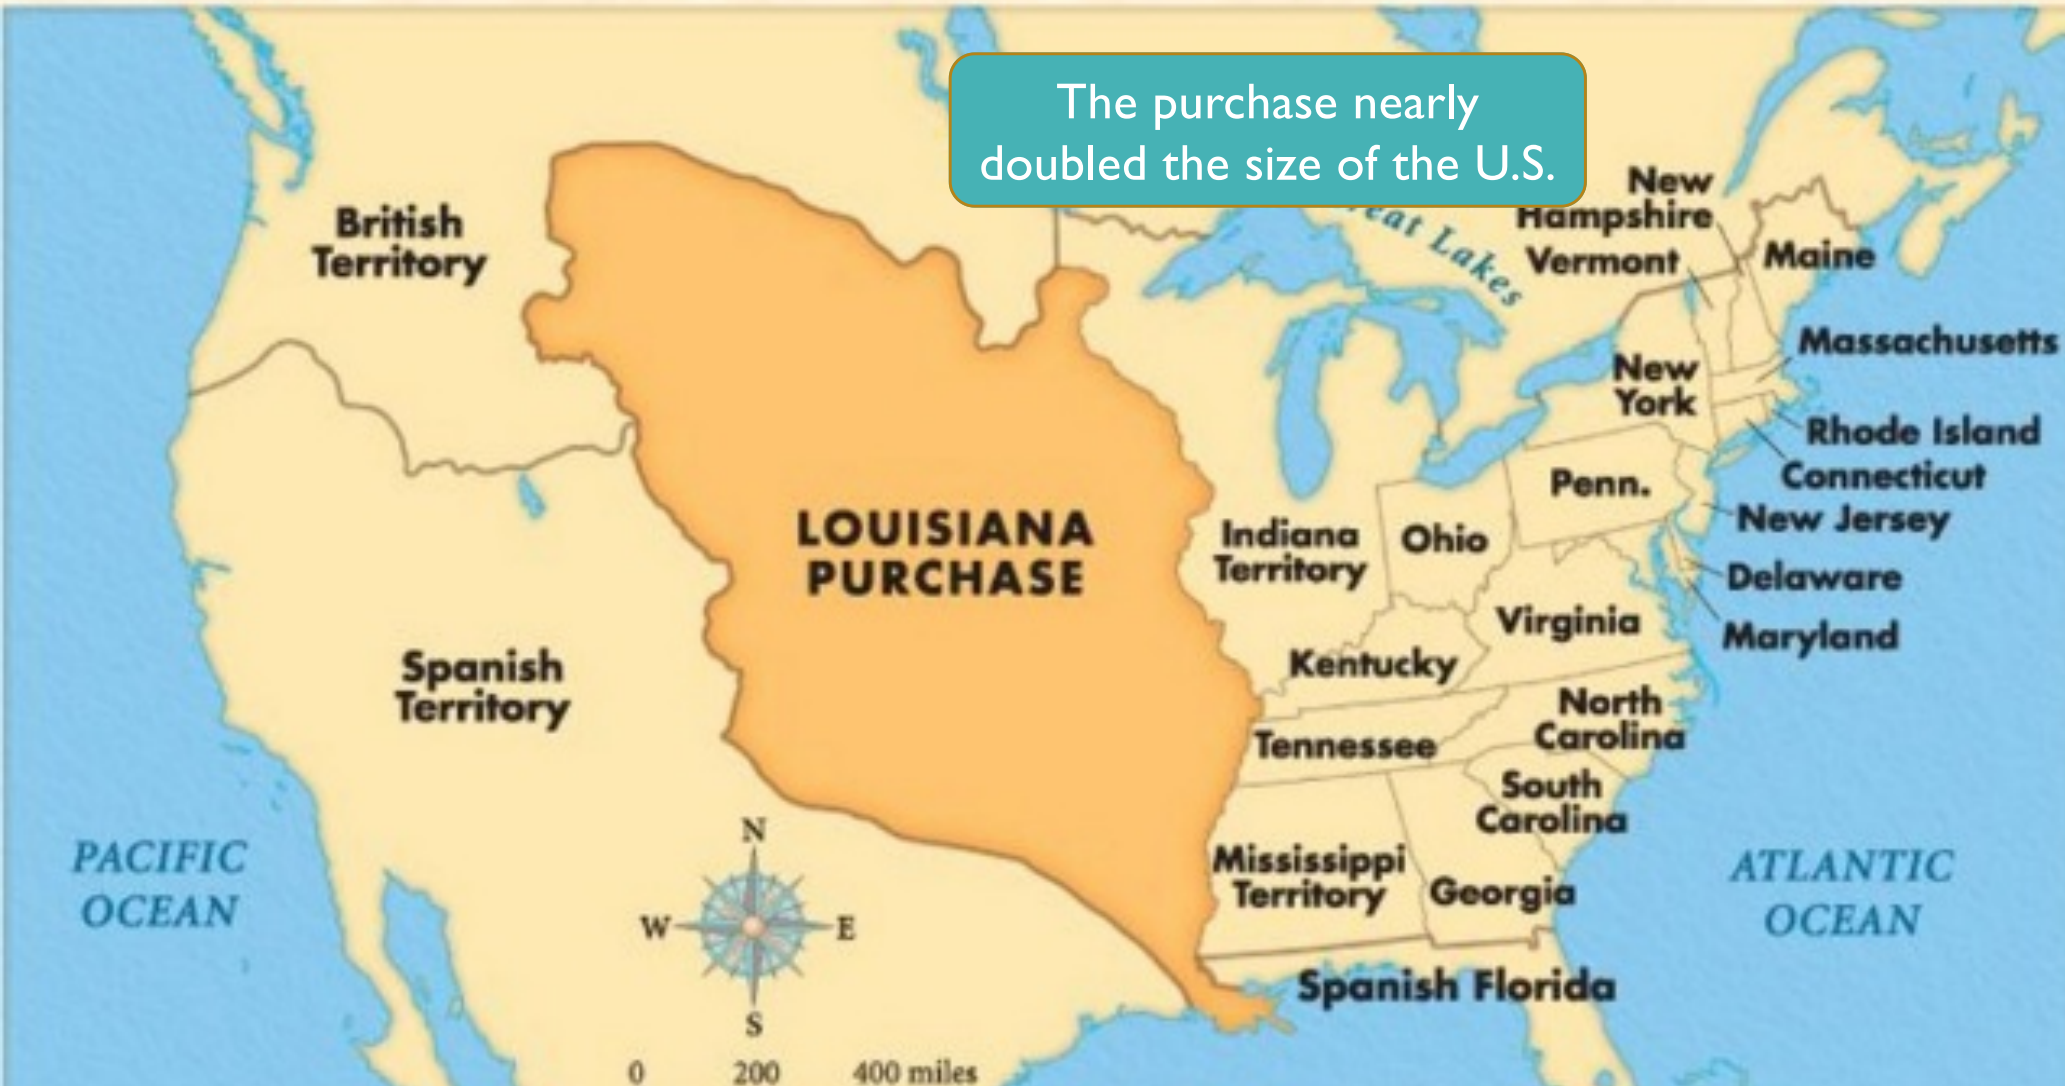 The purchase nearly
doubled the size of the U.S.
New
Hampshire
Vermont
Maine
Lakes
British
Territory
Massachusetts
New
York
Rhode Island
Connecticut
Penn.
New Jersey
LOUISIANA
PURCHASE
Indiana
Territory
Ohio
Delaware
Virginia
Maryland
Kentucky
Spanish
Territory
North
Carolina
Tennessee
South
Carolina
Mississippi
Territory
Georgia
PACIFIC
OCEAN
ATLANTIC
OCEAN
N
W
E
S
Spanish Florida
0 200 400 miles